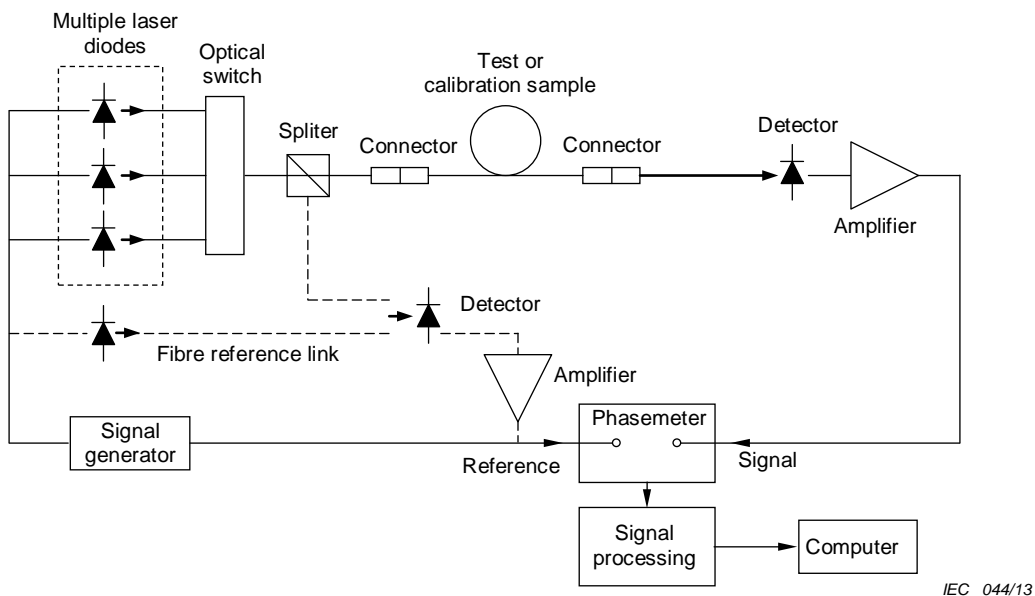 Multiple laser
diodes
Optical
switch
Test or
calibration sample
Spliter
Connector
Connector
Detector
Amplifier
Detector
Fibre reference link
Amplifier
Signal
generator
Phasemeter
Reference
Signal
Signal
processing
Computer
IEC 044/13